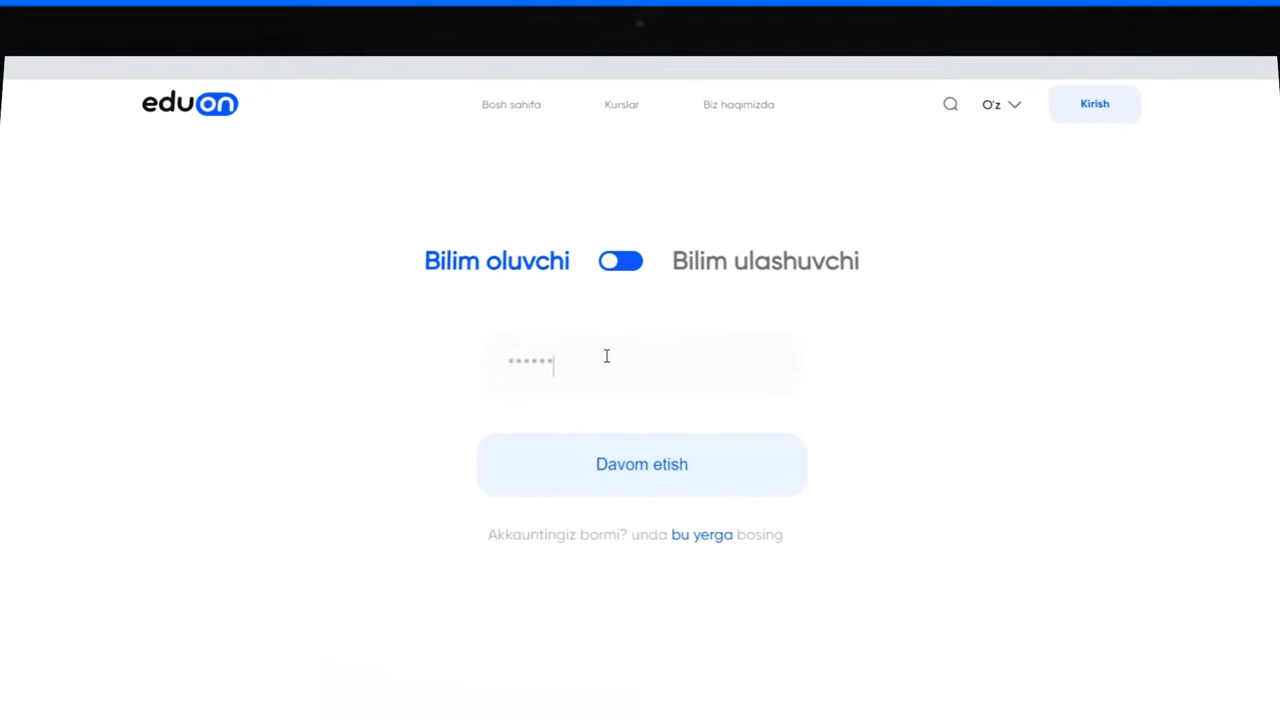 eduon
Bosh sahifa
Kurslar
Biz haqimizda
O'z
Kirish
Bilim oluvchi
Bilim ulashuvchi
******
Davom etish
Akkauntingiz bormi? unda bu yerga bosing